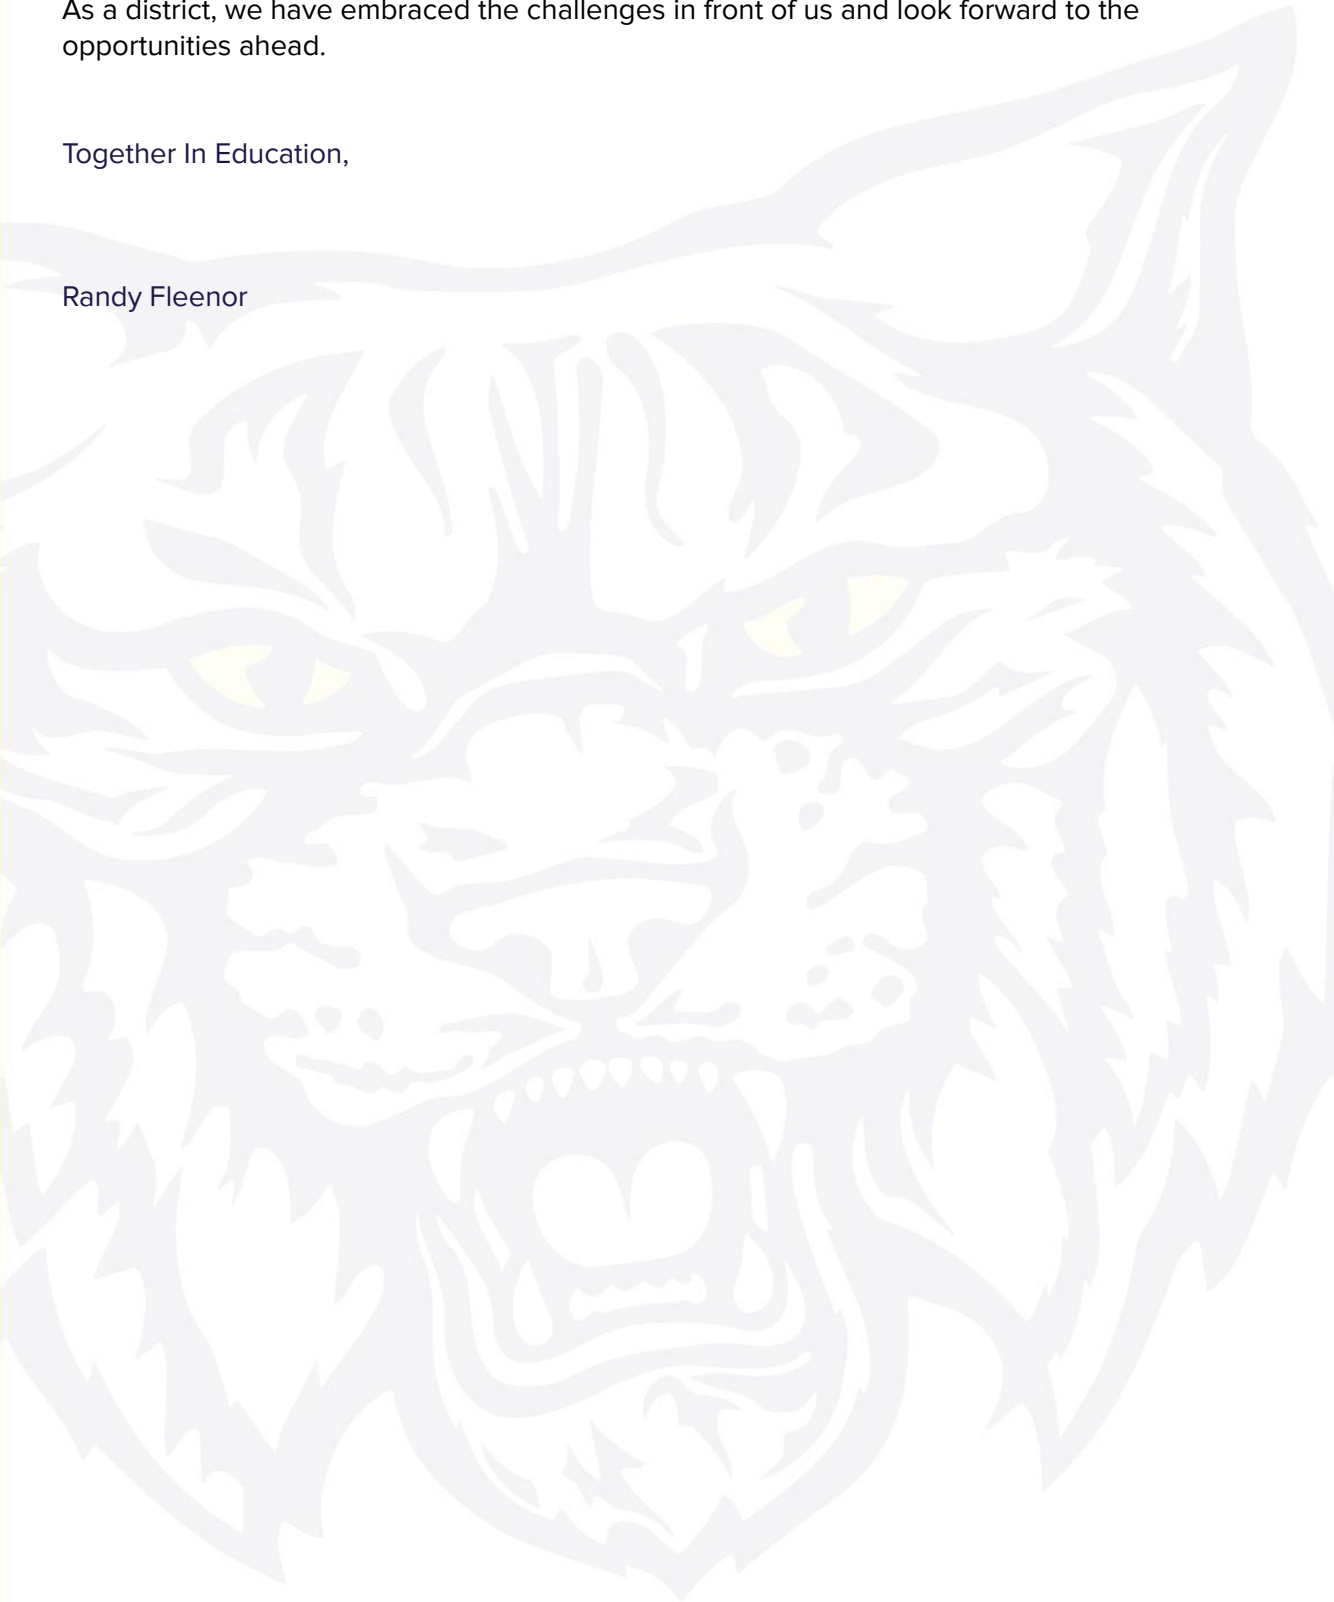 As a district, we have embraced the challenges in front of us and look forward to the
opportunities ahead.
Together In Education,
Randy Fleenor